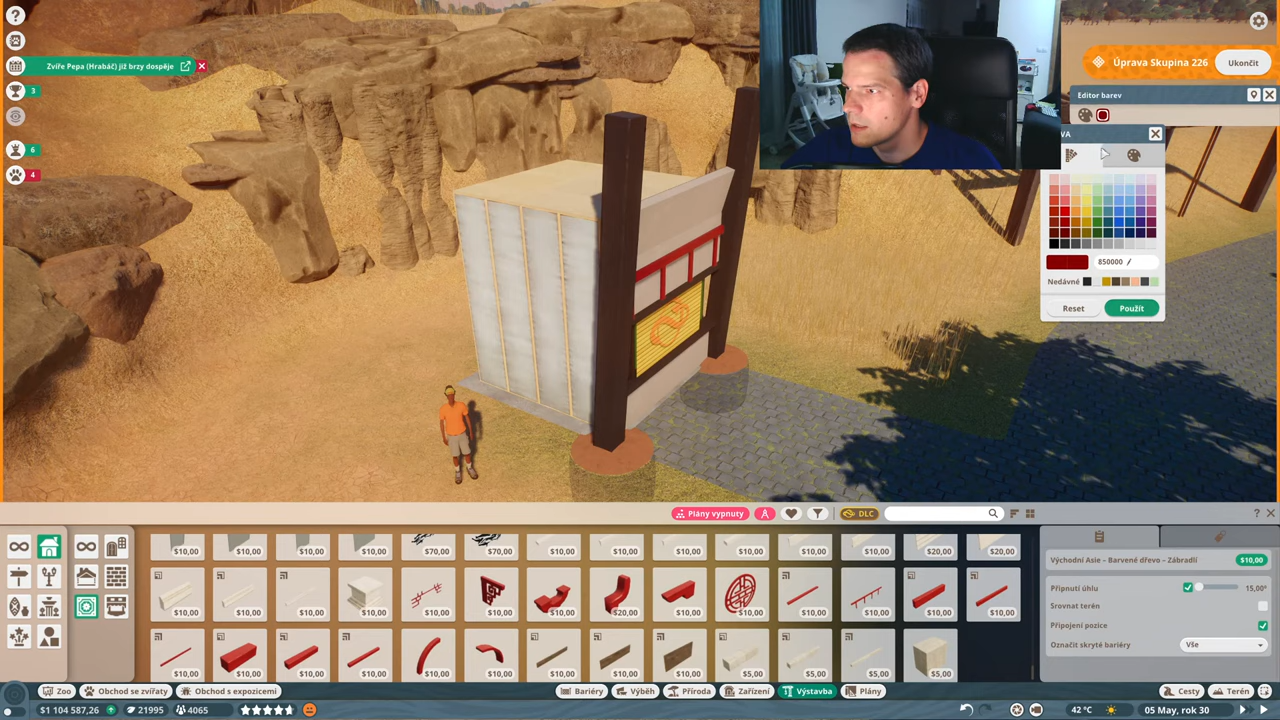 ?
Zvíře Pepa (Hrabáč) již brzy dospěje
3
6
4
Úprava Skupina 226
Ukončit
Editor barev
VA
850000 /
Nedávné
Reset
Použít
Plány vypnuty
DLC
?
$10,00 $10,00 $10,00 $10,00 $70,00 $70,00 $10,00 $10,00 $10,00 $10,00 $10,00 $10,00 $20,00 $20,00
$10,00 $10,00 $10,00 $10,00 $10,00 $10,00 $10,00 $20,00 $10,00 $10,00 $10,00 $10,00 $10,00 $10,00
$10,00 $10,00 $10,00 $10,00 $10,00 $10,00 $10,00 $10,00 $10,00 $5,00 $5,00 $5,00 $5,00
Východní Asie – Barvené dřevo – Zábradlí
$10,00
Připnutí úhlu
15,00°
Srovnat terén
Připojení pozice
Označit skryté bariéry
Vše
Zoo
Obchod se zvířaty
Obchod s expozicemi
Bariéry
Výběh
Příroda
Zařízení
Výstavba
Plány
Cesty
Terén
$1 104 587,26
21995
4065
42 °C
05 May, rok 30